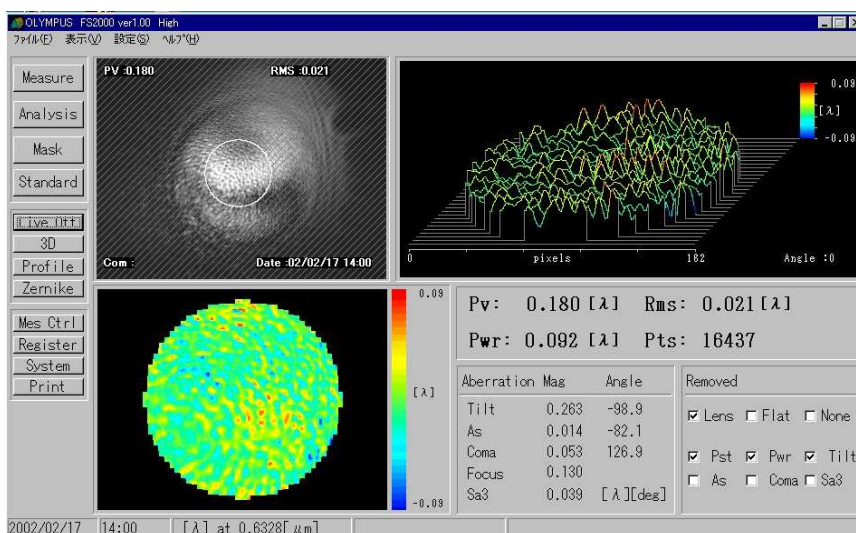 OLYMPUS FS2000 ver1.00 High
ファイル(F) 表示(V) 設定(S) ヘルプ(H)
Measure
Analysis
Mask
Standard
Live Off
3D
Profile
Zernike
Mes Ctrl
Register
System
Print
PV :0.180 RMS :0.021
Com : Date :02/02/17 14:00
0.09
[λ]
-0.09
0 pixels 162 Angle :0
0.09
[λ]
-0.09
Pv: 0.180 [λ] Rms: 0.021[λ]
Pwr: 0.092 [λ] Pts: 16437
Aberration Mag Angle
Tilt 0.263 -98.9
As 0.014 -82.1
Coma 0.053 126.9
Focus 0.130
Sa3 0.039 [λ][deg]
Removed
Lens Flat None
Pst Pwr Tilt
As Coma Sa3
2002/02/17 14:00 [λ] at 0.6328[μm]